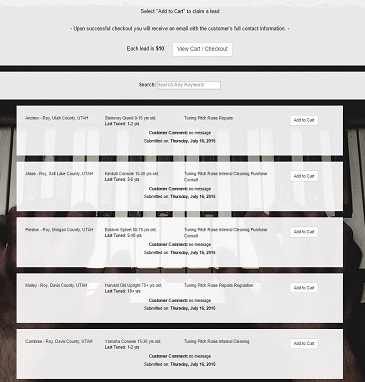 Select "Add to Cart" to claim a lead
- Upon successful checkout you will receive an email with the customer's full contact information. -
Each lead is $10. View Cart / Checkout
Search: Search Any Keyword
Andrew - Roy, Utah County, UTAH
Steinway Grand 0-15 yrs old;
Last Tuned: 1-2 yrs
Tuning Pitch Raise Repairs
Add to Cart
Customer Comment: no message
Submitted on: Thursday, July 16, 2015
- Roy, Salt Lake County, UTAH
Kimball Console 15-30 yrs old;
Last Tuned: 3-5 yrs
Tuning Pitch Raise Internal Cleaning Purchase
Consult
Add to Cart
Customer Comment: no message
Submitted on: Thursday, July 16, 2015
Preston - Roy, Morgan County, UTAH
Baldwin Spinet 50-75 yrs old;
Last Tuned: 5-10 yrs
Tuning Pitch Raise Internal Cleaning Purchase
Consult
Add to Cart
Customer Comment: no message
Submitted on: Thursday, July 16, 2015
Mailey - Roy, Davis County, UTAH
Harvard Old Upright 75+ yrs old;
Last Tuned: 10+ yrs
Tuning Pitch Raise Repairs Regulation
Add to Cart
Customer Comment: no message
Submitted on: Thursday, July 16, 2015
- Roy, Davis County, UTAH
Yamaha Console 15-30 yrs old;
Last Tuned: 1-2 yrs
Tuning Pitch Raise Internal Cleaning
Add to Cart
Customer Comment: no message
Submitted on: Thursday, July 16, 2015